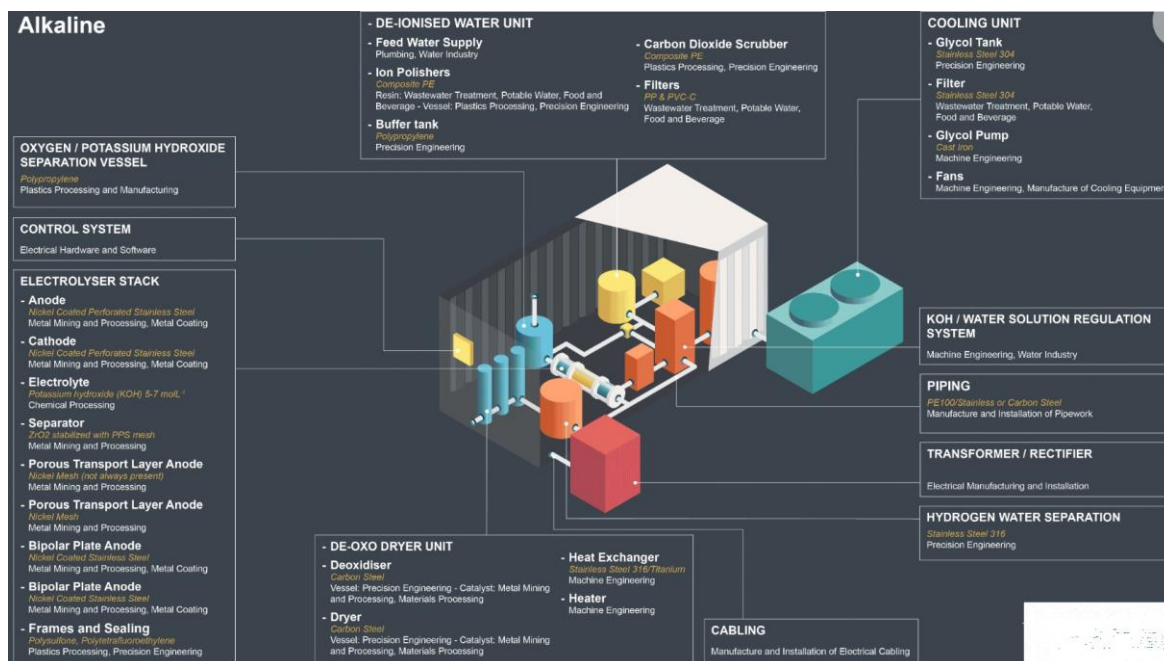 Alkaline
- DE-IONISED WATER UNIT
- Feed Water Supply
Plumbing, Water Industry
- Ion Polishers
Composite PE
Resin: Wastewater Treatment, Potable Water, Food and
Beverage - Vessel: Plastics Processing, Precision Engineering
- Buffer tank
Polypropylene
Precision Engineering
- Carbon Dioxide Scrubber
Composite PE
Plastics Processing, Precision Engineering
- Filters
PP & PVC-C
Wastewater Treatment, Potable Water,
Food and Beverage
COOLING UNIT
- Glycol Tank
Stainless Steel 304
Precision Engineering
- Filter
Stainless Steel 304
Wastewater Treatment, Potable Water,
Food and Beverage
- Glycol Pump
Cast Iron
Machine Engineering
- Fans
Machine Engineering, Manufacture of Cooling Equipmen
OXYGEN / POTASSIUM HYDROXIDE
SEPARATION VESSEL
Polypropylene
Plastics Processing and Manufacturing
CONTROL SYSTEM
Electrical Hardware and Software
ELECTROLYSER STACK
- Anode
Nickel Coated Perforated Stainless Steel
Metal Mining and Processing, Metal Coating
- Cathode
Nickel Coated Perforated Stainless Steel
Metal Mining and Processing, Metal Coating
- Electrolyte
Potassium hydroxide (KOH) 5-7 molL⁻¹
Chemical Processing
- Separator
ZrO2 stabilized with PPS mesh
Metal Mining and Processing
- Porous Transport Layer Anode
Nickel Mesh (not always present)
Metal Mining and Processing
- Porous Transport Layer Anode
Nickel Mesh
Metal Mining and Processing
- Bipolar Plate Anode
Nickel Coated Stainless Steel
Metal Mining and Processing, Metal Coating
- Bipolar Plate Anode
Nickel Coated Stainless Steel
Metal Mining and Processing, Metal Coating
- Frames and Sealing
Polysulfone, Polytetrafluoroethylene
Plastics Processing, Precision Engineering
KOH / WATER SOLUTION REGULATION
SYSTEM
Machine Engineering, Water Industry
PIPING
PE100/Stainless or Carbon Steel
Manufacture and Installation of Pipework
TRANSFORMER / RECTIFIER
Electrical Manufacturing and Installation
HYDROGEN WATER SEPARATION
Stainless Steel 316
Precision Engineering
- DE-OXO DRYER UNIT
- Deoxidiser
Carbon Steel
Vessel: Precision Engineering - Catalyst: Metal Mining
and Processing, Materials Processing
- Dryer
Carbon Steel
Vessel: Precision Engineering - Catalyst: Metal Mining
and Processing, Materials Processing
- Heat Exchanger
Stainless Steel 316/Titanium
Machine Engineering
- Heater
Machine Engineering
CABLING
Manufacture and Installation of Electrical Cabling